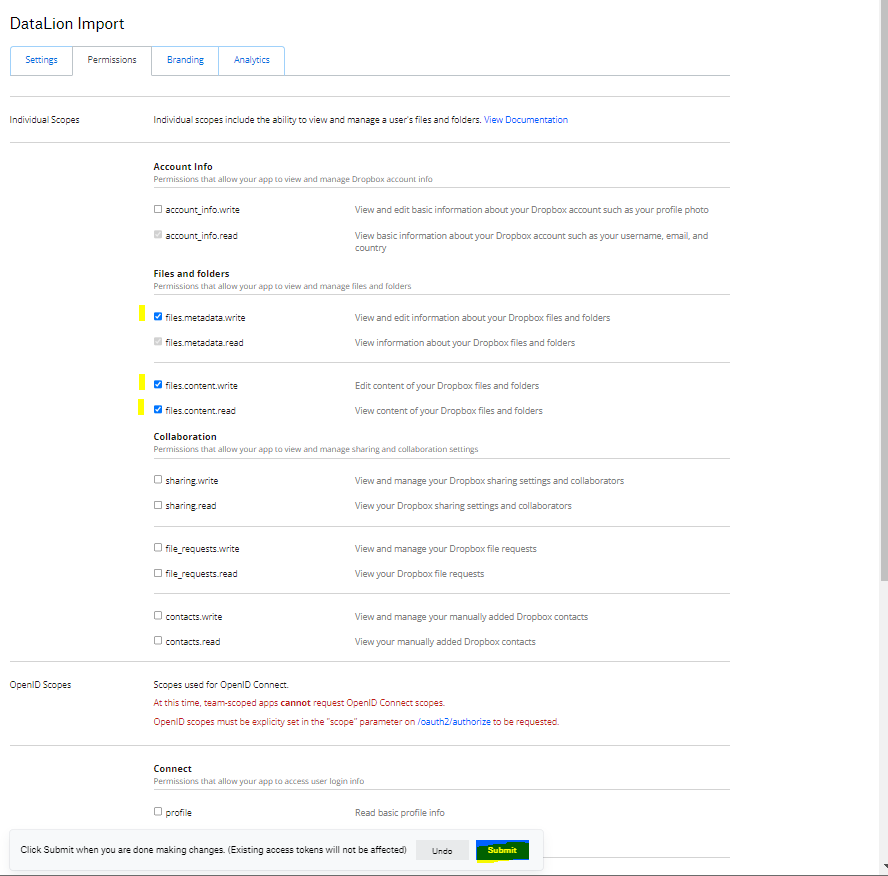 DataLion Import
Settings
Permissions
Branding
Analytics
Individual Scopes
Individual scopes include the ability to view and manage a user's files and folders. View Documentation
Account Info
Permissions that allow your app to view and manage Dropbox account info
account_info.write
View and edit basic information about your Dropbox account such as your profile photo
account_info.read
View basic information about your Dropbox account such as your username, email, and
country
Files and folders
Permissions that allow your app to view and manage files and folders
files.metadata.write
View and edit information about your Dropbox files and folders
files.metadata.read
View information about your Dropbox files and folders
files.content.write
Edit content of your Dropbox files and folders
files.content.read
View content of your Dropbox files and folders
Collaboration
Permissions that allow your app to view and manage sharing and collaboration settings
sharing.write
View and manage your Dropbox sharing settings and collaborators
sharing.read
View your Dropbox sharing settings and collaborators
file_requests.write
View and manage your Dropbox file requests
file_requests.read
View your Dropbox file requests
contacts.write
View and manage your manually added Dropbox contacts
contacts.read
View your manually added Dropbox contacts
OpenID Scopes
Scopes used for OpenID Connect.
At this time, team-scoped apps cannot request OpenID Connect scopes.
OpenID scopes must be explicity set in the "scope" parameter on /oauth2/authorize to be requested.
Connect
Permissions that allow your app to access user login info
profile
Read basic profile info
Click Submit when you are done making changes. (Existing access tokens will not be affected)
Undo
Submit